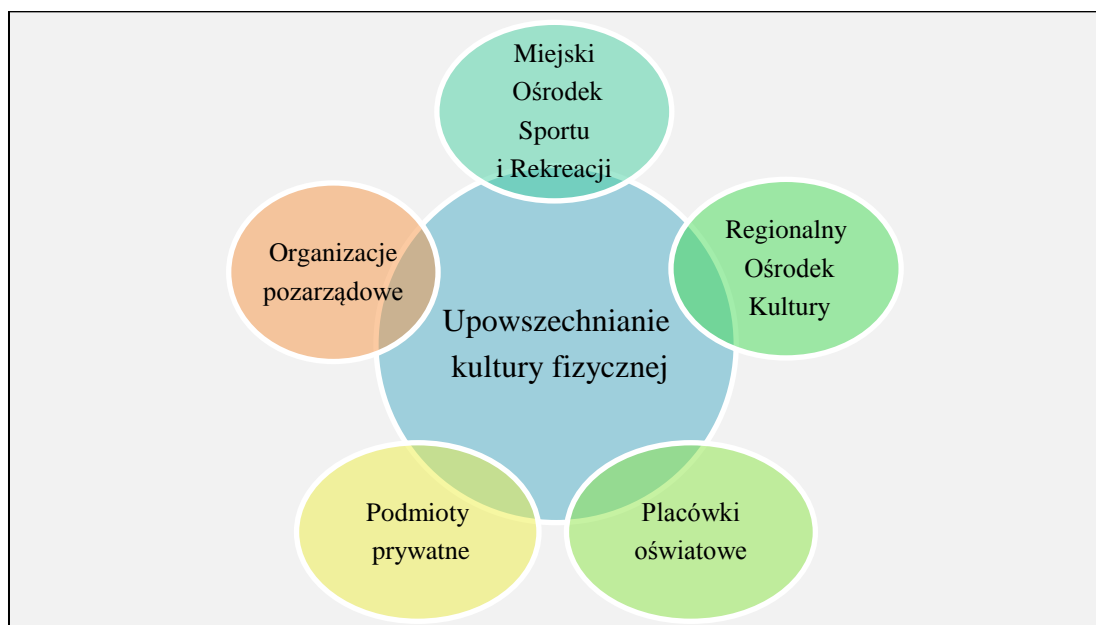 Miejski
Ośrodek
Sportu
i Rekreacji
Regionalny
Ośrodek
Kultury
Organizacje
pozarządowe
Upowszechnianie
kultury fizycznej
Podmioty
prywatne
Placówki
oświatowe